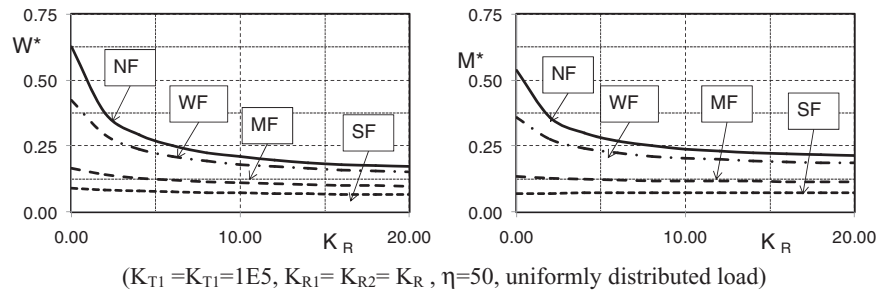 0.75
W*
0.50
0.25
0.00
NF
WF
MF
SF
0.00
10.00
K R
20.00
0.75
M*
0.50
0.25
0.00
NF
WF
MF
SF
0.00
10.00
K R
20.00
(KT1 =KT1=1E5, KR1= KR2= KR , η=50, uniformly distributed load)